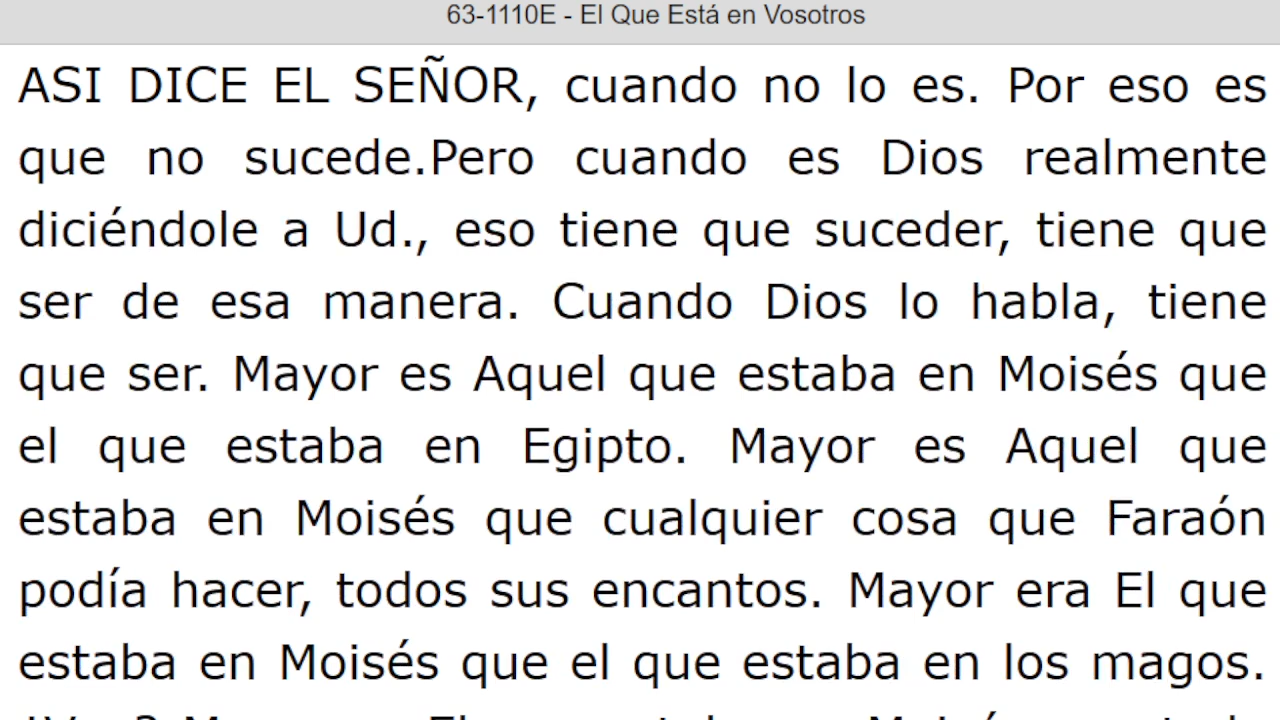 63-1110E - El Que Está en Vosotros
ASI DICE EL SEÑOR, cuando no lo es. Por eso es
que no sucede.Pero cuando es Dios realmente
diciéndole a Ud., eso tiene que suceder, tiene que
ser de esa manera. Cuando Dios lo habla, tiene
que ser. Mayor es Aquel que estaba en Moisés que
el que estaba en Egipto. Mayor es Aquel que
estaba en Moisés que cualquier cosa que Faraón
podía hacer, todos sus encantos. Mayor era El que
estaba en Moisés que el que estaba en los magos.